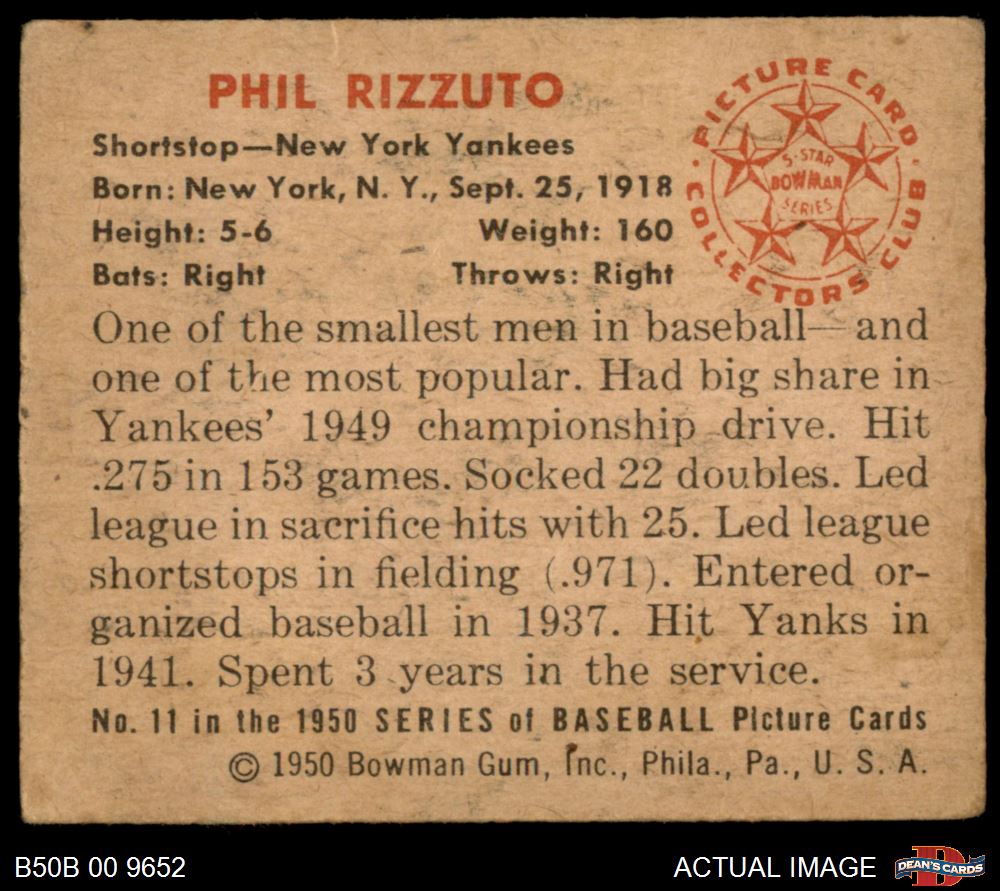 PHIL RIZZUTO
Shortstop—New York Yankees
Born: New York, N. Y., Sept. 25, 1918
Height: 5-6 Weight: 160
Bats: Right Throws: Right
PICTURE CARD
COLLECTORS CLUB
5-STAR
BOWMAN
SERIES
One of the smallest men in baseball—and
one of the most popular. Had big share in
Yankees' 1949 championship drive. Hit
.275 in 153 games. Socked 22 doubles. Led
league in sacrifice hits with 25. Led league
shortstops in fielding (.971). Entered or-
ganized baseball in 1937. Hit Yanks in
1941. Spent 3 years in the service.
No. 11 in the 1950 SERIES of BASEBALL Picture Cards
© 1950 Bowman Gum, Inc., Phila., Pa., U. S. A.
B50B 00 9652
ACTUAL IMAGE
DEAN'S CARDS